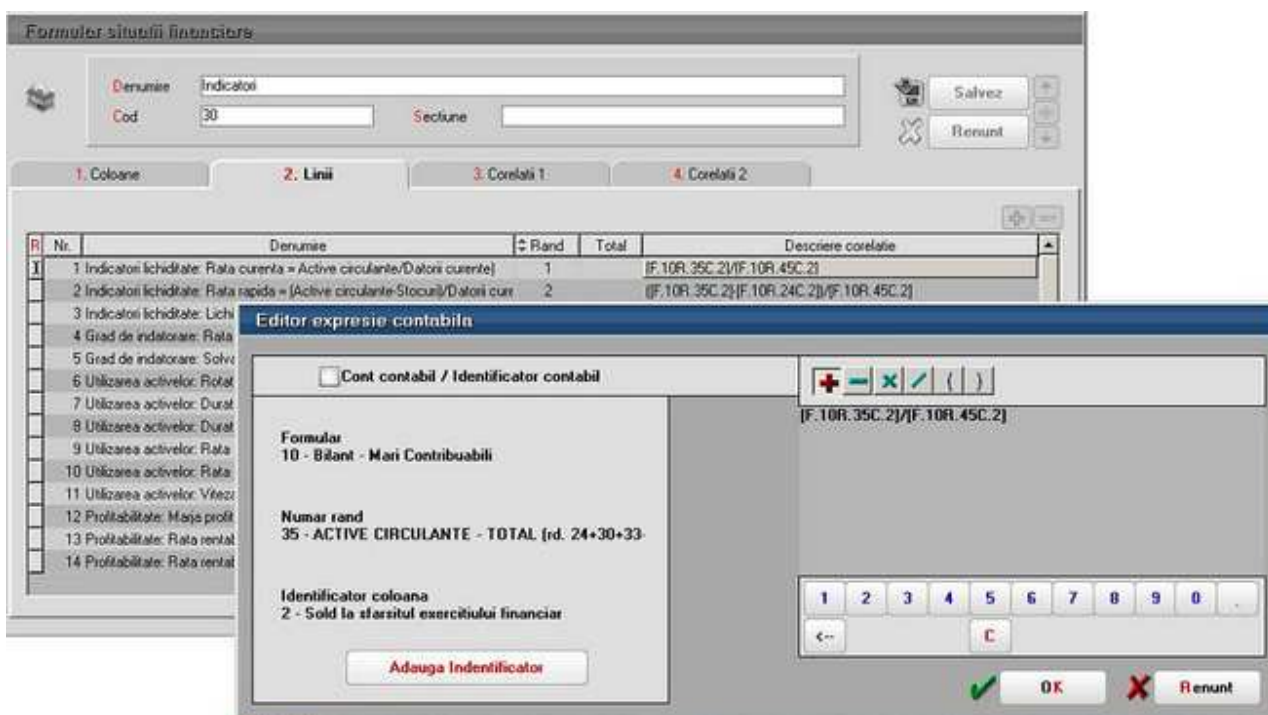 Formular situatii financiare
Denumire Indicatori
Cod 30 Sectiune
Salvez
Renunt
1. Coloane 2. Linii 3. Corelatii 1 4. Corelatii 2
R Nr. Denumire Rand Total Descriere corelatie
1 Indicatori lichiditate: Rata curenta = Active circulante/Datorii curente) 1 [F.10R.35C.2]/[F.10R.45C.2]
2 Indicatori lichiditate: Rata rapida = (Active circulante-Stocuri)/Datorii cure 2 ([F.10R.35C.2]-[F.10R.24C.2])/[F.10R.45C.2]
3 Indicatori lichiditate: Lichi
4 Grad de indatorare: Rata
5 Grad de indatorare: Solva
6 Utilizarea activelor: Rotat
7 Utilizarea activelor: Durat
8 Utilizarea activelor: Durat
9 Utilizarea activelor: Rata
10 Utilizarea activelor: Rata
11 Utilizarea activelor: Viteza
12 Profitabilitate: Marja profit
13 Profitabilitate: Rata rentab
14 Profitabilitate: Rata rentab
Editor expresie contabila
Cont contabil / Identificator contabil
+ - x / ( )
[F.10R.35C.2]/[F.10R.45C.2]
Formular
10 - Bilant - Mari Contribuabili
Numar rand
35 - ACTIVE CIRCULANTE - TOTAL (rd. 24+30+33-
Identificator coloana
2 - Sold la sfarsitul exercitiului financiar
Adauga Indentificator
1 2 3 4 5 6 7 8 9 0 .
<-- C
OK Renunt